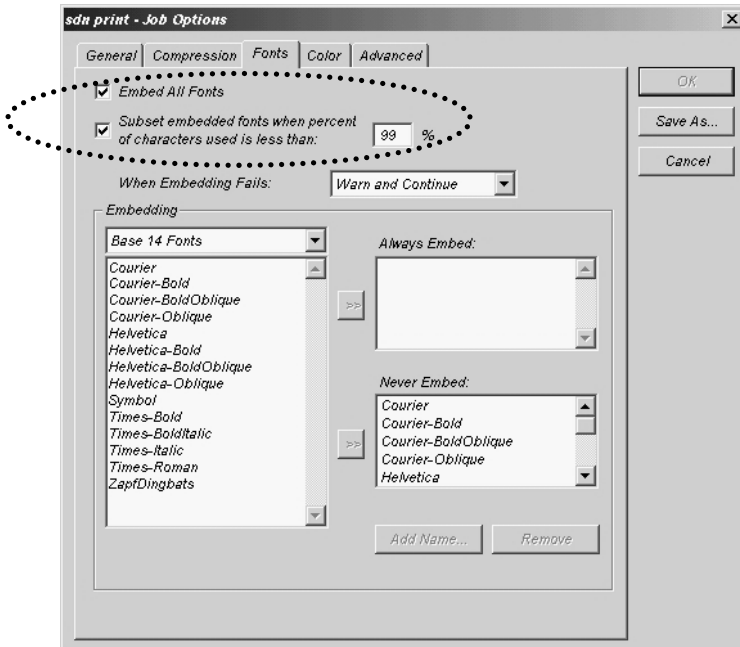 sdn print - Job Options
General Compression Fonts Color Advanced
Embed All Fonts
Subset embedded fonts when percent
of characters used is less than: 99 %
When Embedding Fails: Warn and Continue
Embedding
Base 14 Fonts
Courier
Courier-Bold
Courier-BoldOblique
Courier-Oblique
Helvetica
Helvetica-Bold
Helvetica-BoldOblique
Helvetica-Oblique
Symbol
Times-Bold
Times-BoldItalic
Times-Italic
Times-Roman
ZapfDingbats
>>
>>
Always Embed:
Never Embed:
Courier
Courier-Bold
Courier-BoldOblique
Courier-Oblique
Helvetica
Add Name... Remove
OK
Save As...
Cancel